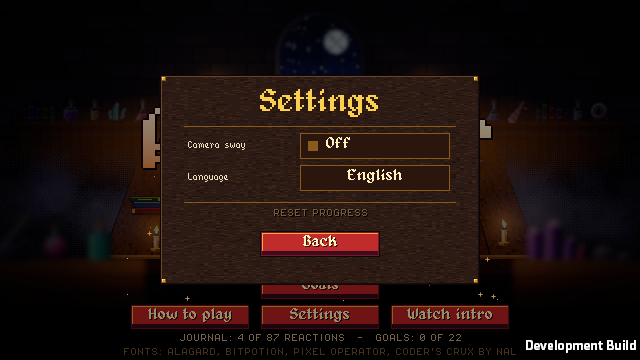 Settings
Camera sway
Off
Language
English
RESET PROGRESS
Back
Goals
How to play
Settings
Watch intro
JOURNAL: 4 OF 87 REACTIONS - GOALS: 0 OF 22
FONTS: ALAGARD, BITPOTION, PIXEL OPERATOR, CODER'S CRUX BY NAL
Development Build